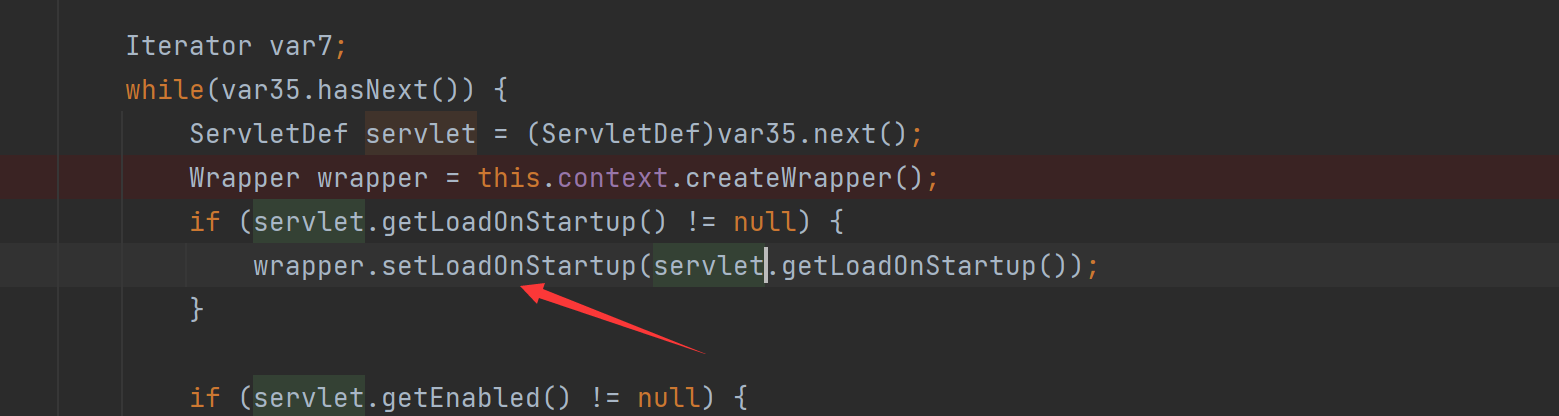 Iterator var7;
while(var35.hasNext()) {
ServletDef servlet = (ServletDef)var35.next();
Wrapper wrapper = this.context.createWrapper();
if (servlet.getLoadOnStartup() != null) {
wrapper.setLoadOnStartup(servlet.getLoadOnStartup());
}
if (servlet.getEnabled() != null) {